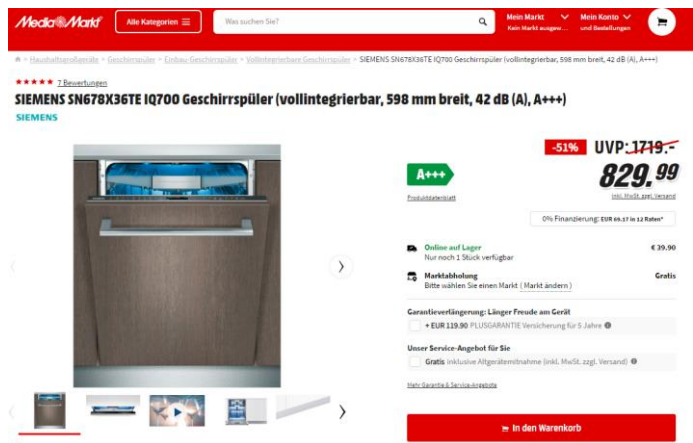 MediaMarkt
Alle Kategorien
Was suchen Sie?
Mein Markt
Kein Markt ausgew...
Mein Konto
und Bestellungen
Haushaltsgroßgeräte > Geschirrspüler > Einbau-Geschirrspüler > Vollintegrierbare Geschirrspüler > SIEMENS SN678X36TE IQ700 Geschirrspüler (vollintegrierbar, 598 mm breit, 42 dB (A), A+++)
7 Bewertungen
SIEMENS SN678X36TE IQ700 Geschirrspüler (vollintegrierbar, 598 mm breit, 42 dB (A), A+++)
SIEMENS
-51% UVP: 1719.-
A+++
829.99
Produktdatenblatt
inkl. MwSt. zzgl. Versand
0% Finanzierung: EUR 69.17 in 12 Raten*
Online auf Lager € 39.90
Nur noch 1 Stück verfügbar
Marktabholung Gratis
Bitte wählen Sie einen Markt ( Markt ändern )
Garantieverlängerung: Länger Freude am Gerät
+ EUR 119.90 PLUSGARANTIE Versicherung für 5 Jahre
Unser Service-Angebot für Sie
Gratis inklusive Altgerätemitnahme (inkl. MwSt. zzgl. Versand)
Mehr Garantie & Service-Angebote
In den Warenkorb